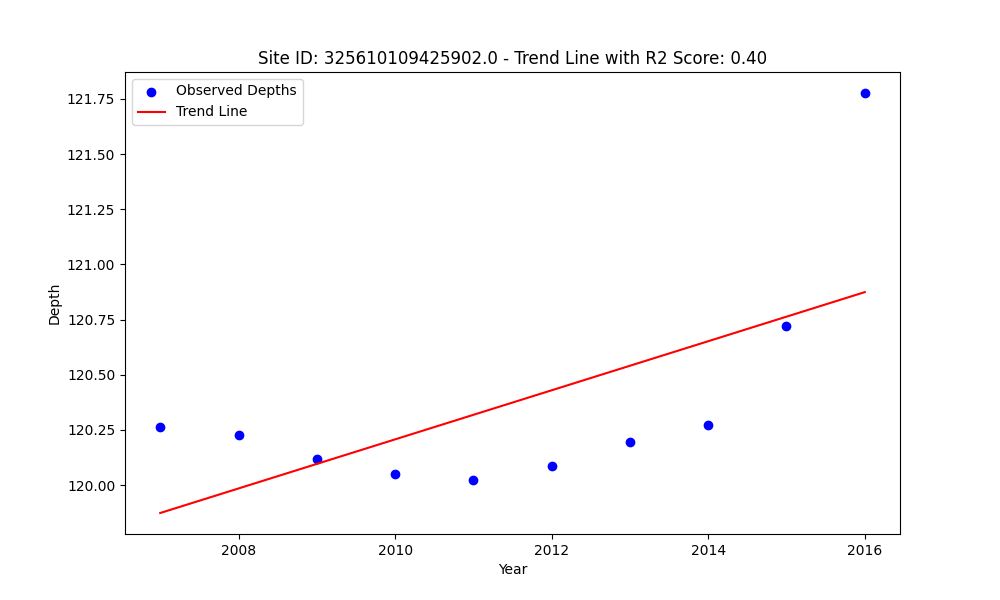 Site ID: 325610109425902.0 - Trend Line with R2 Score: 0.40
Observed Depths
Trend Line
121.75
121.50
121.25
121.00
120.75
120.50
120.25
120.00
Depth
2008
2010
2012
2014
2016
Year